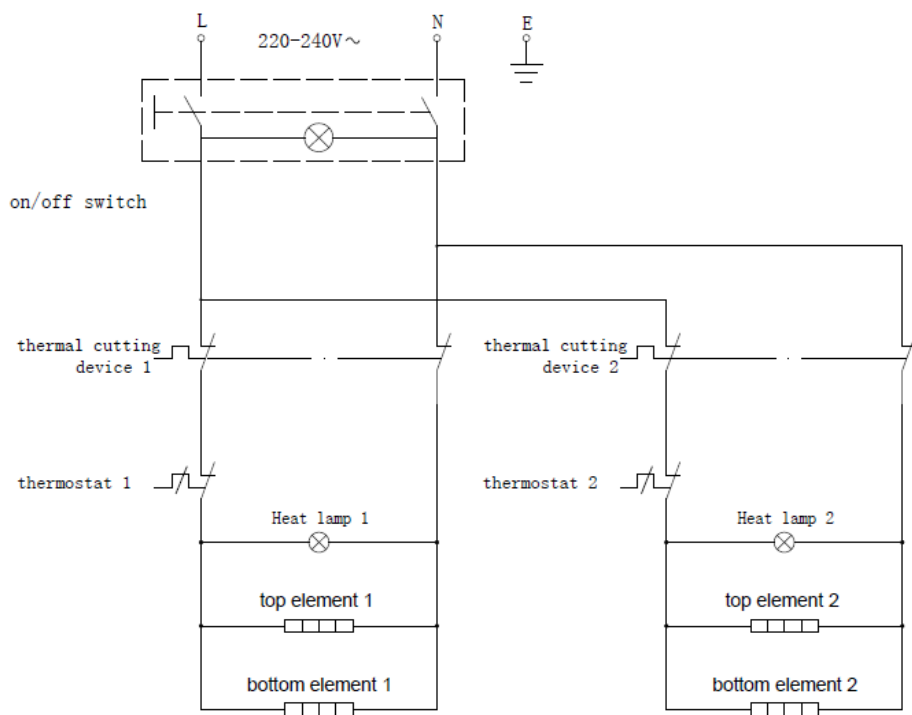 L
N
E
220-240V～
on/off switch
thermal cutting
device 1
thermal cutting
device 2
thermostat 1
thermostat 2
Heat lamp 1
Heat lamp 2
top element 1
top element 2
bottom element 1
bottom element 2